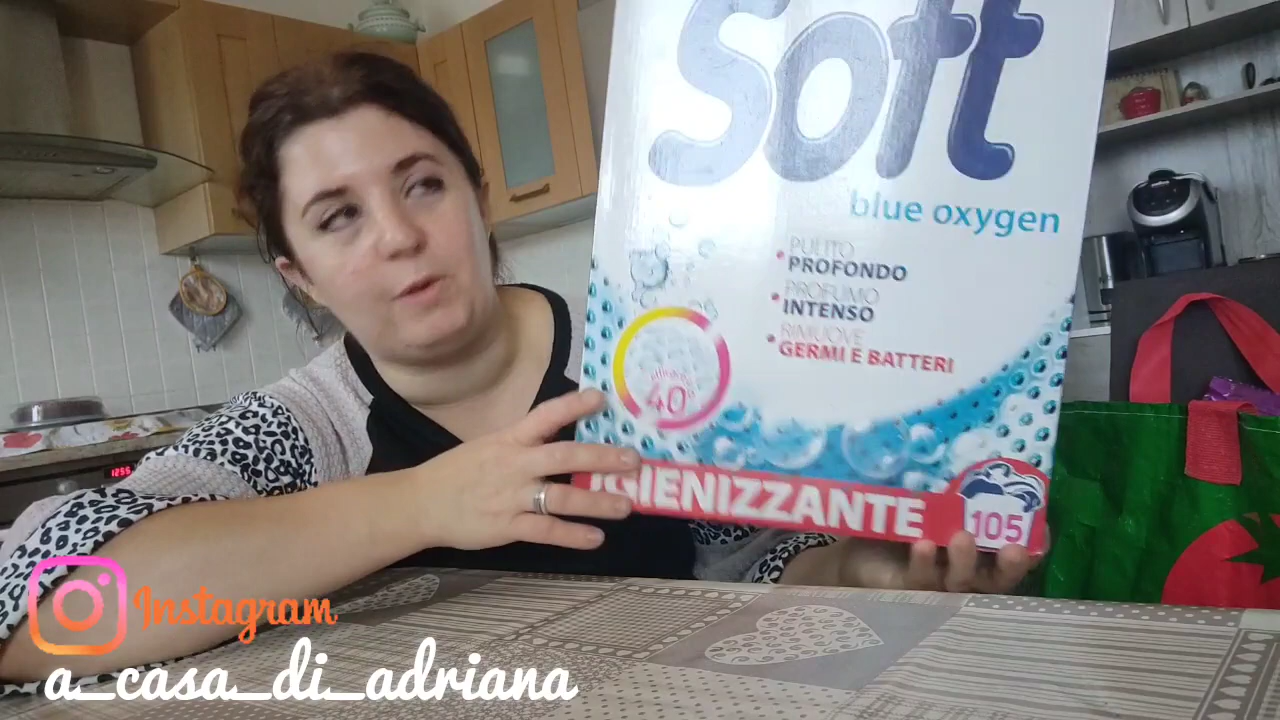 Soft
blue oxygen
PULITO
PROFONDO
PROFUMO
INTENSO
RIMUOVE
GERMI E BATTERI
40°
IGIENIZZANTE
105
Instagram
a_casa_di_adriana